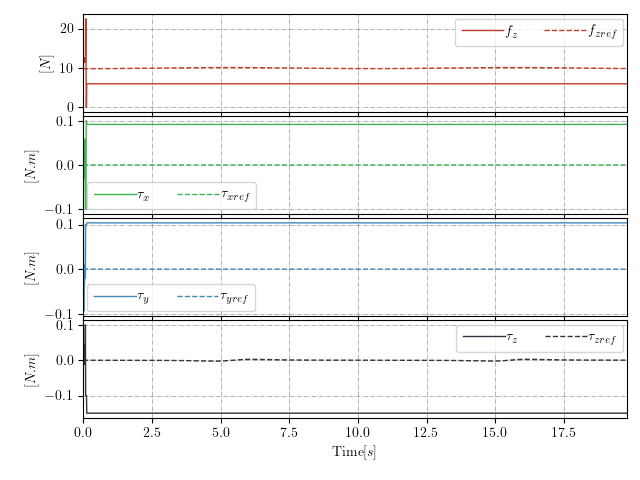 [N]
20
10
0
f_z
f_zref
[N.m]
0.1
0.0
−0.1
τ_x
τ_xref
[N.m]
0.1
0.0
−0.1
τ_y
τ_yref
[N.m]
0.1
0.0
−0.1
τ_z
τ_zref
0.0 2.5 5.0 7.5 10.0 12.5 15.0 17.5
Time[s]